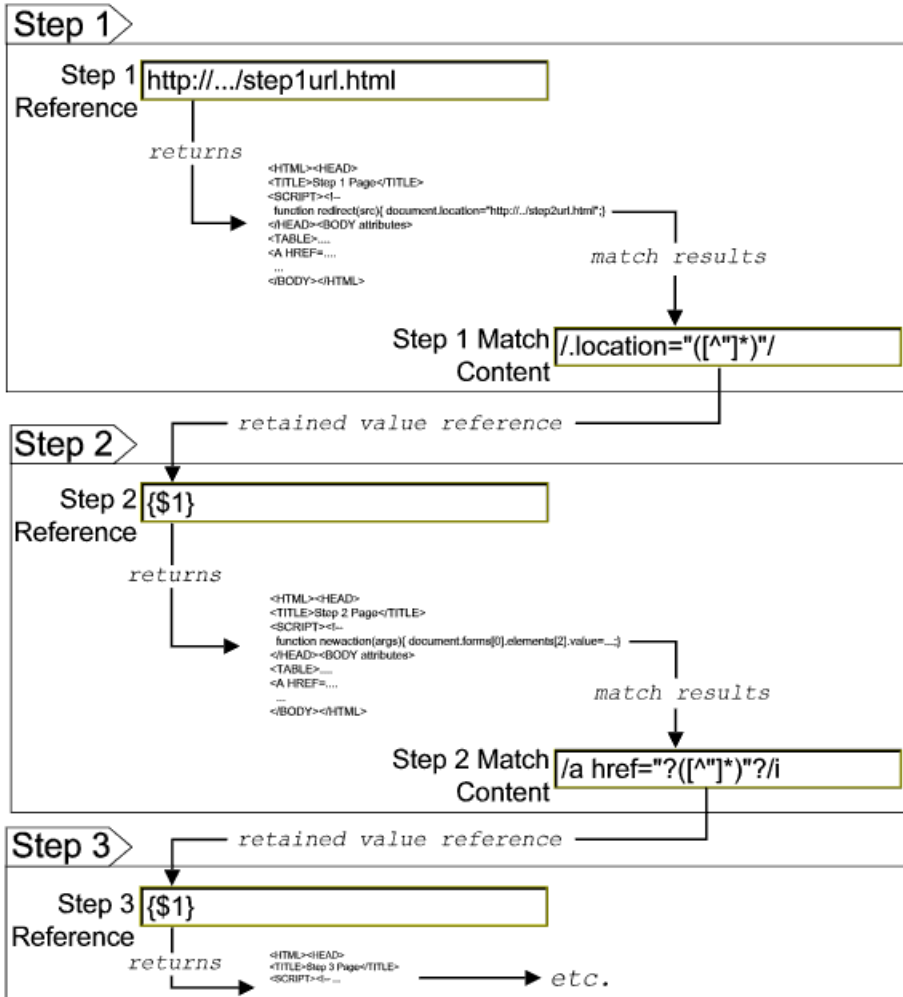 Step 1
Step 1 Reference
http://.../step1url.html
returns
<HTML><HEAD>
<TITLE>Step 1 Page</TITLE>
<SCRIPT><!--
function redirect(src){ document.location="http://../step2url.html";}
</HEAD><BODY attributes>
<TABLE>....
<A HREF=....
...
</BODY></HTML>
match results
Step 1 Match Content
/.location="([^"]*)"/
retained value reference
Step 2
Step 2 Reference
{$1}
returns
<HTML><HEAD>
<TITLE>Step 2 Page</TITLE>
<SCRIPT><!--
function newaction(args){ document.forms[0].elements[2].value=...;}
</HEAD><BODY attributes>
<TABLE>....
<A HREF=....
...
</BODY></HTML>
match results
Step 2 Match Content
/a href="?([^"]*)"?/i
retained value reference
Step 3
Step 3 Reference
{$1}
returns
<HTML><HEAD>
<TITLE>Step 3 Page</TITLE>
<SCRIPT><!-- ...
etc.